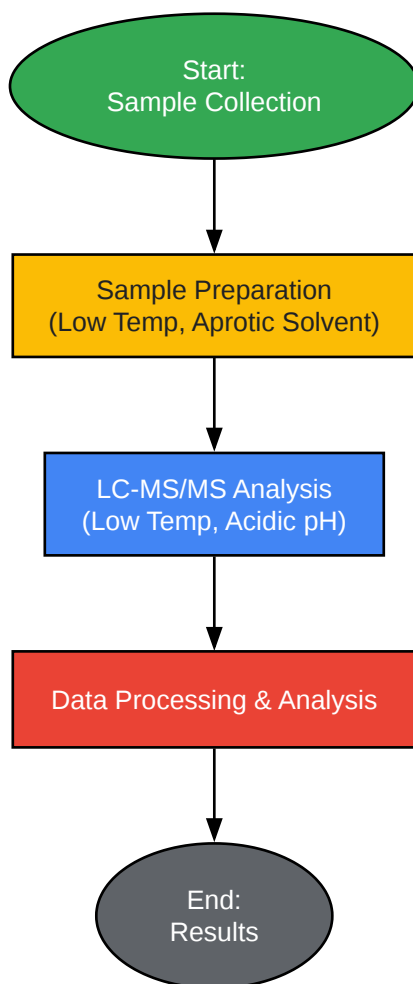 Start:
Sample Collection
Sample Preparation
(Low Temp, Aprotic Solvent)
LC-MS/MS Analysis
(Low Temp, Acidic pH)
Data Processing & Analysis
End:
Results